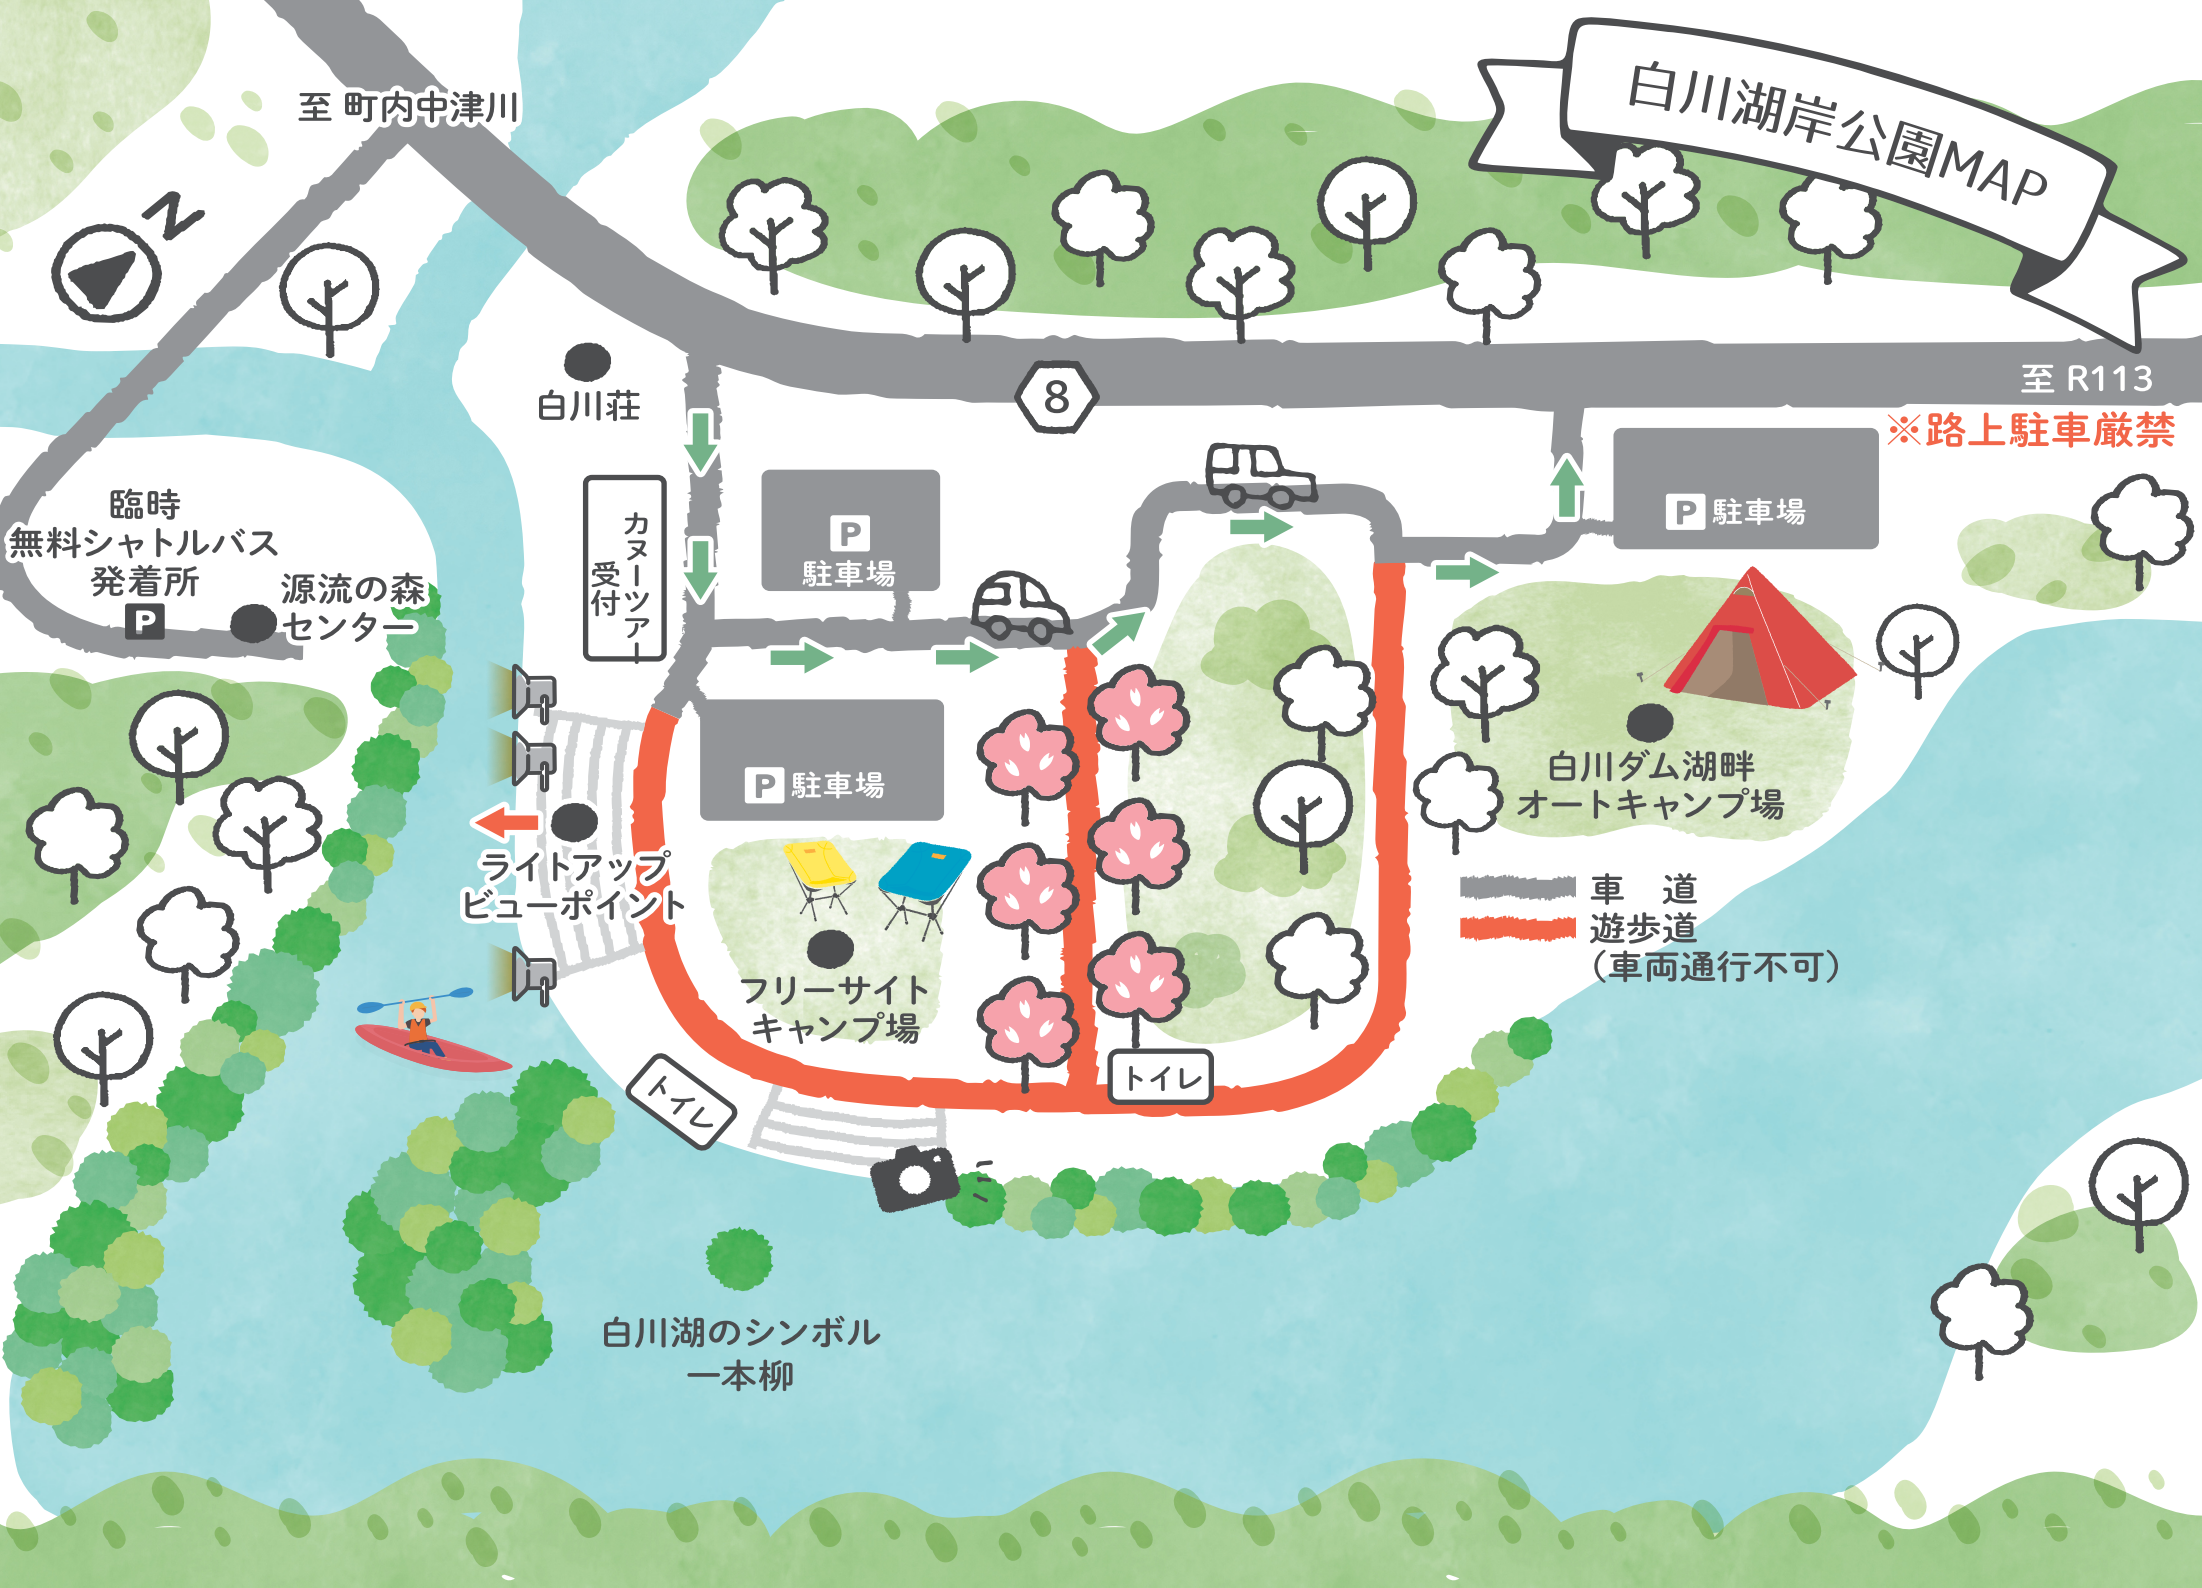 白川湖岸公園MAP
至 町内中津川
N
白川荘
8
至 R113
※路上駐車厳禁
臨時
無料シャトルバス
発着所
P
源流の森
センター
カヌーツアー
受付
P
駐車場
P 駐車場
P 駐車場
ライトアップ
ビューポイント
フリーサイト
キャンプ場
白川ダム湖畔
オートキャンプ場
車　道
遊歩道
（車両通行不可）
トイレ
トイレ
白川湖のシンボル
一本柳